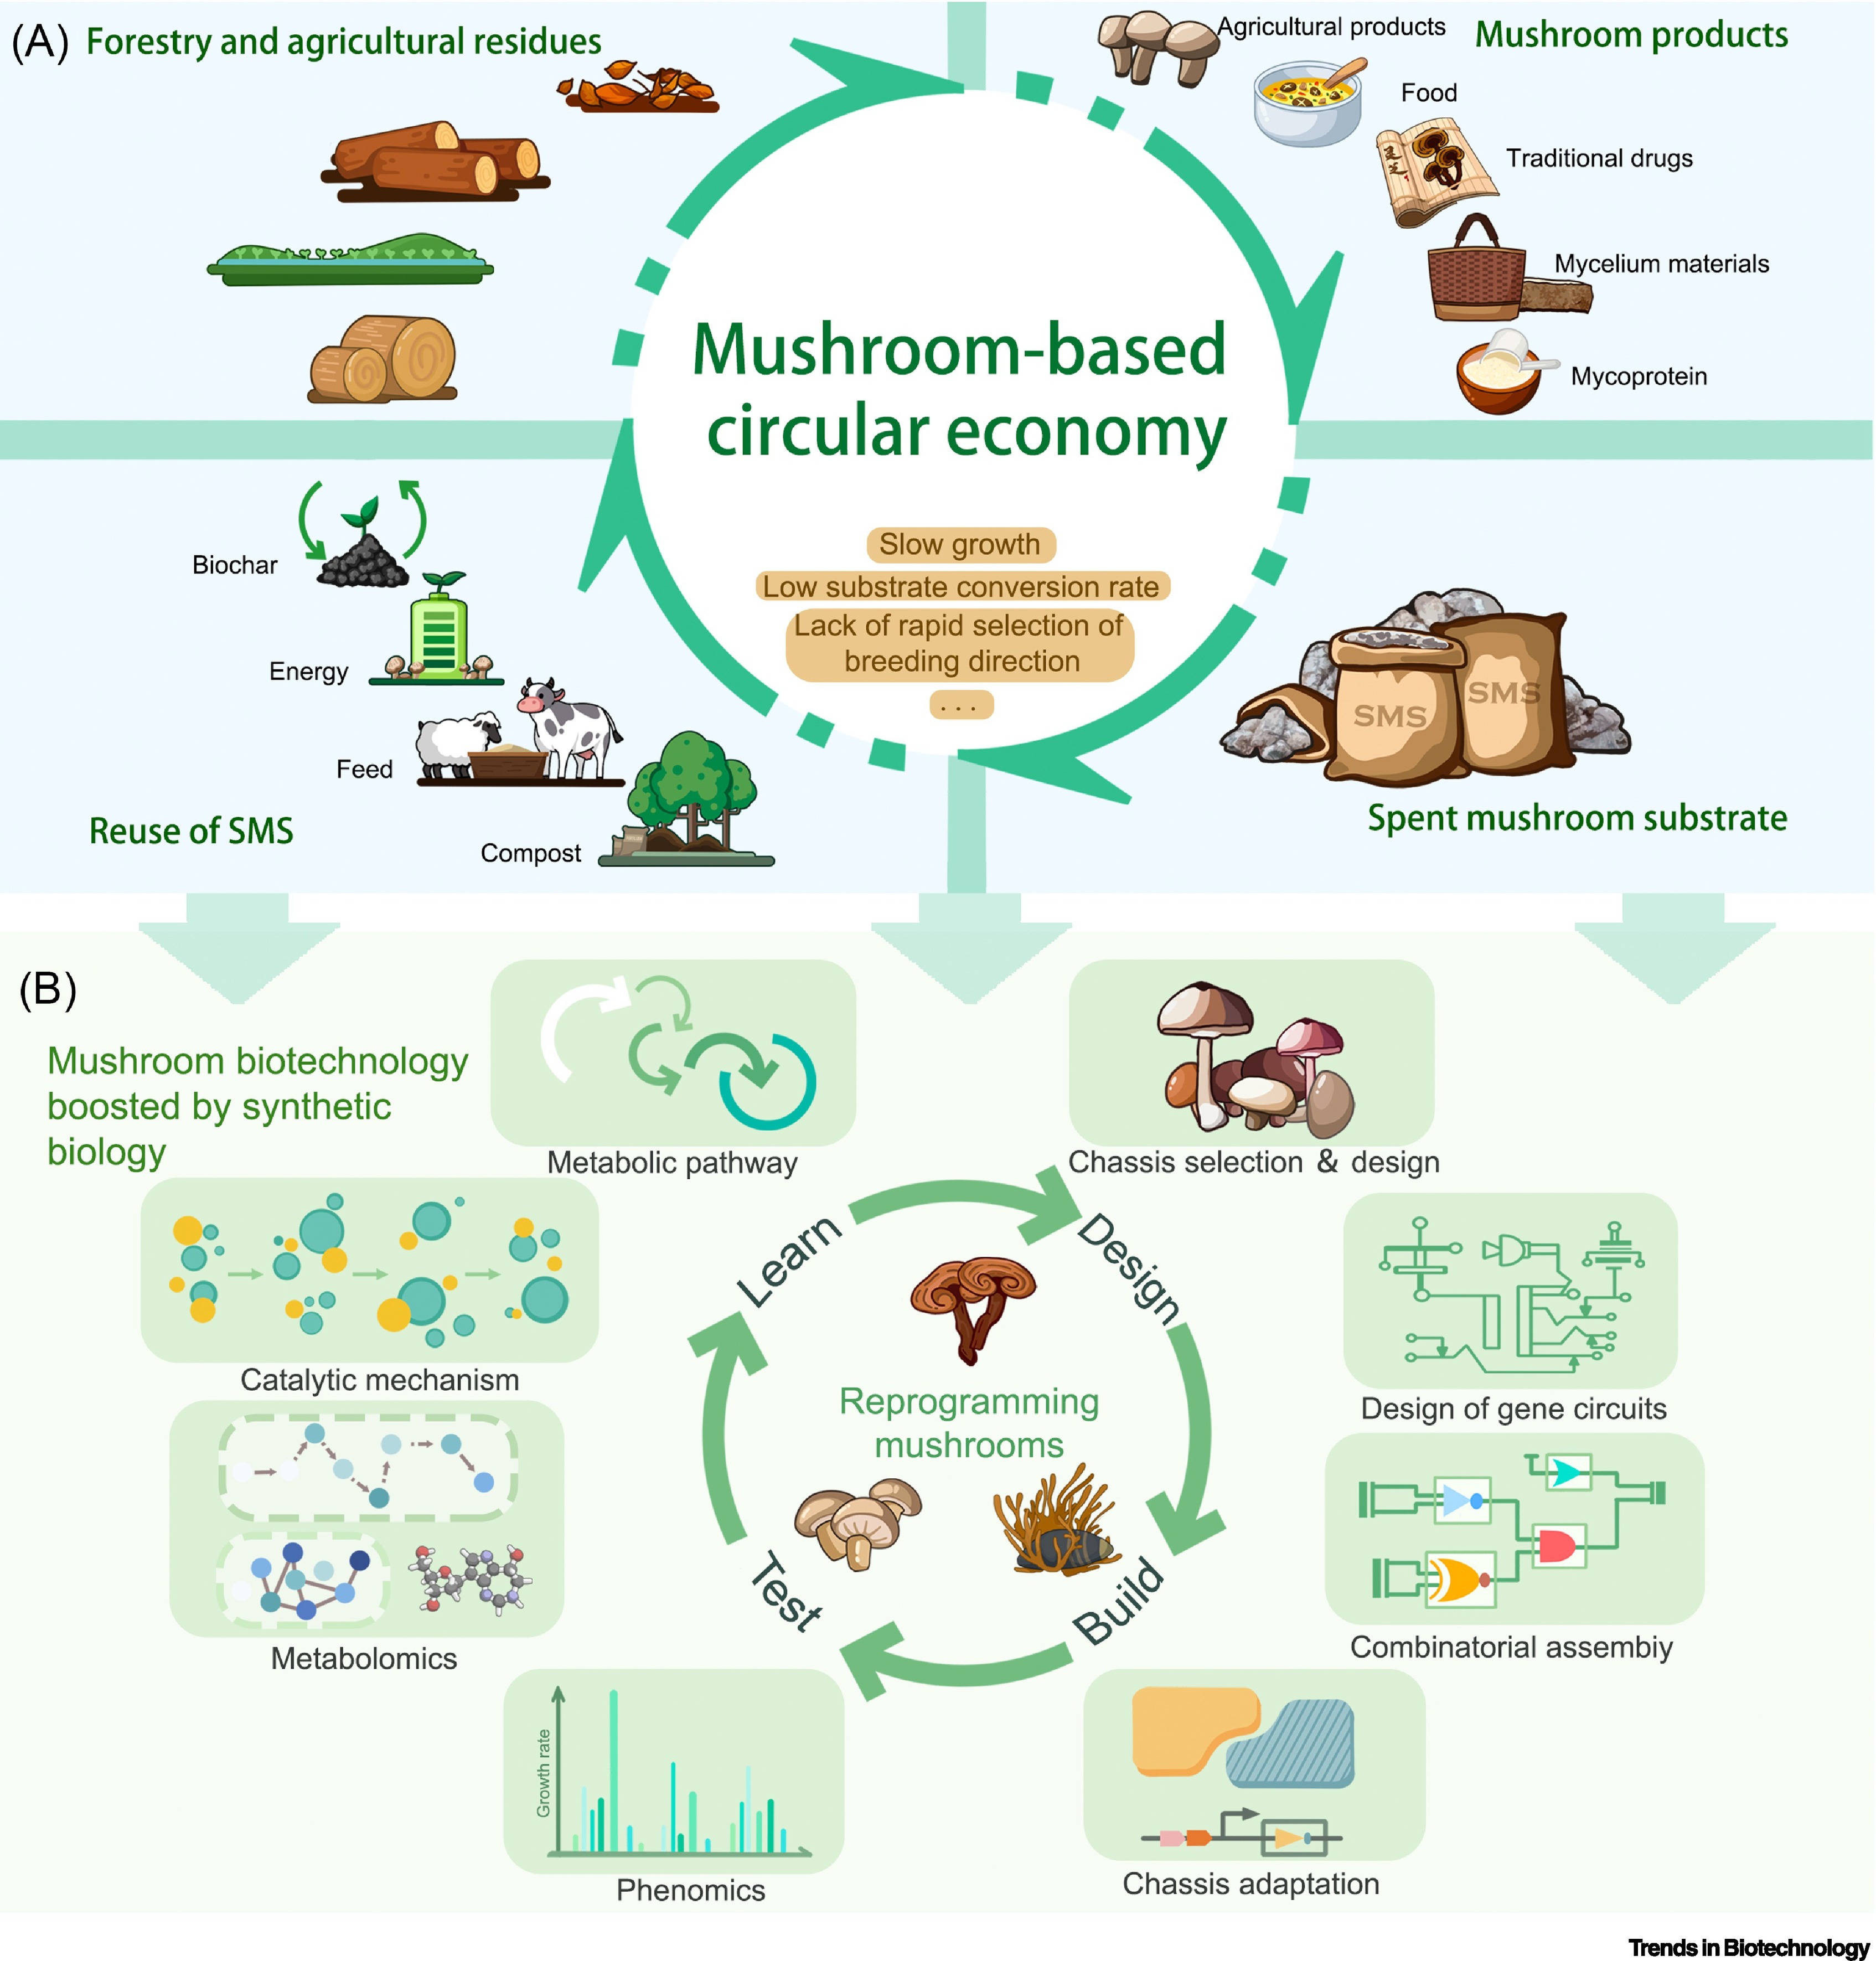 (A) Forestry and agricultural residues
Agricultural products
Mushroom products
Food
Traditional drugs
灵芝
Mycelium materials
Mycoprotein
Mushroom-based
circular economy
Slow growth
Low substrate conversion rate
Lack of rapid selection of
breeding direction
...
Biochar
Energy
Feed
Compost
Reuse of SMS
SMS
SMS
Spent mushroom substrate
(B)
Mushroom biotechnology
boosted by synthetic
biology
Metabolic pathway
Chassis selection & design
Catalytic mechanism
Design of gene circuits
Metabolomics
Combinatorial assembiy
Learn
Design
Build
Test
Reprogramming
mushrooms
Growth rate
Phenomics
Chassis adaptation
Trends in Biotechnology